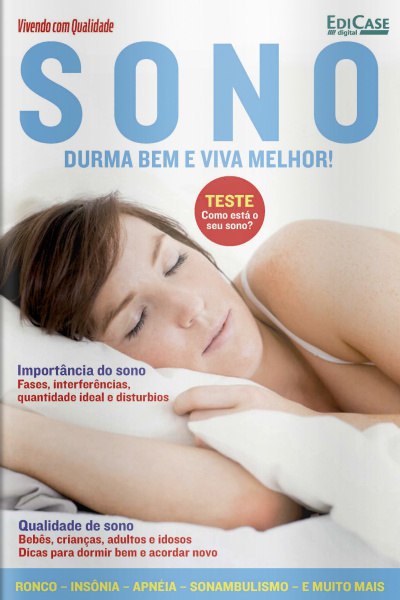 Vivendo com Qualidade
EDICASE
digital
SONO
DURMA BEM E VIVA MELHOR!
TESTE
Como está o
seu sono?
Importância do sono
Fases, interferências,
quantidade ideal e disturbios
Qualidade de sono
Bebês, crianças, adultos e idosos
Dicas para dormir bem e acordar novo
RONCO – INSÔNIA – APNÉIA – SONAMBULISMO – E MUITO MAIS